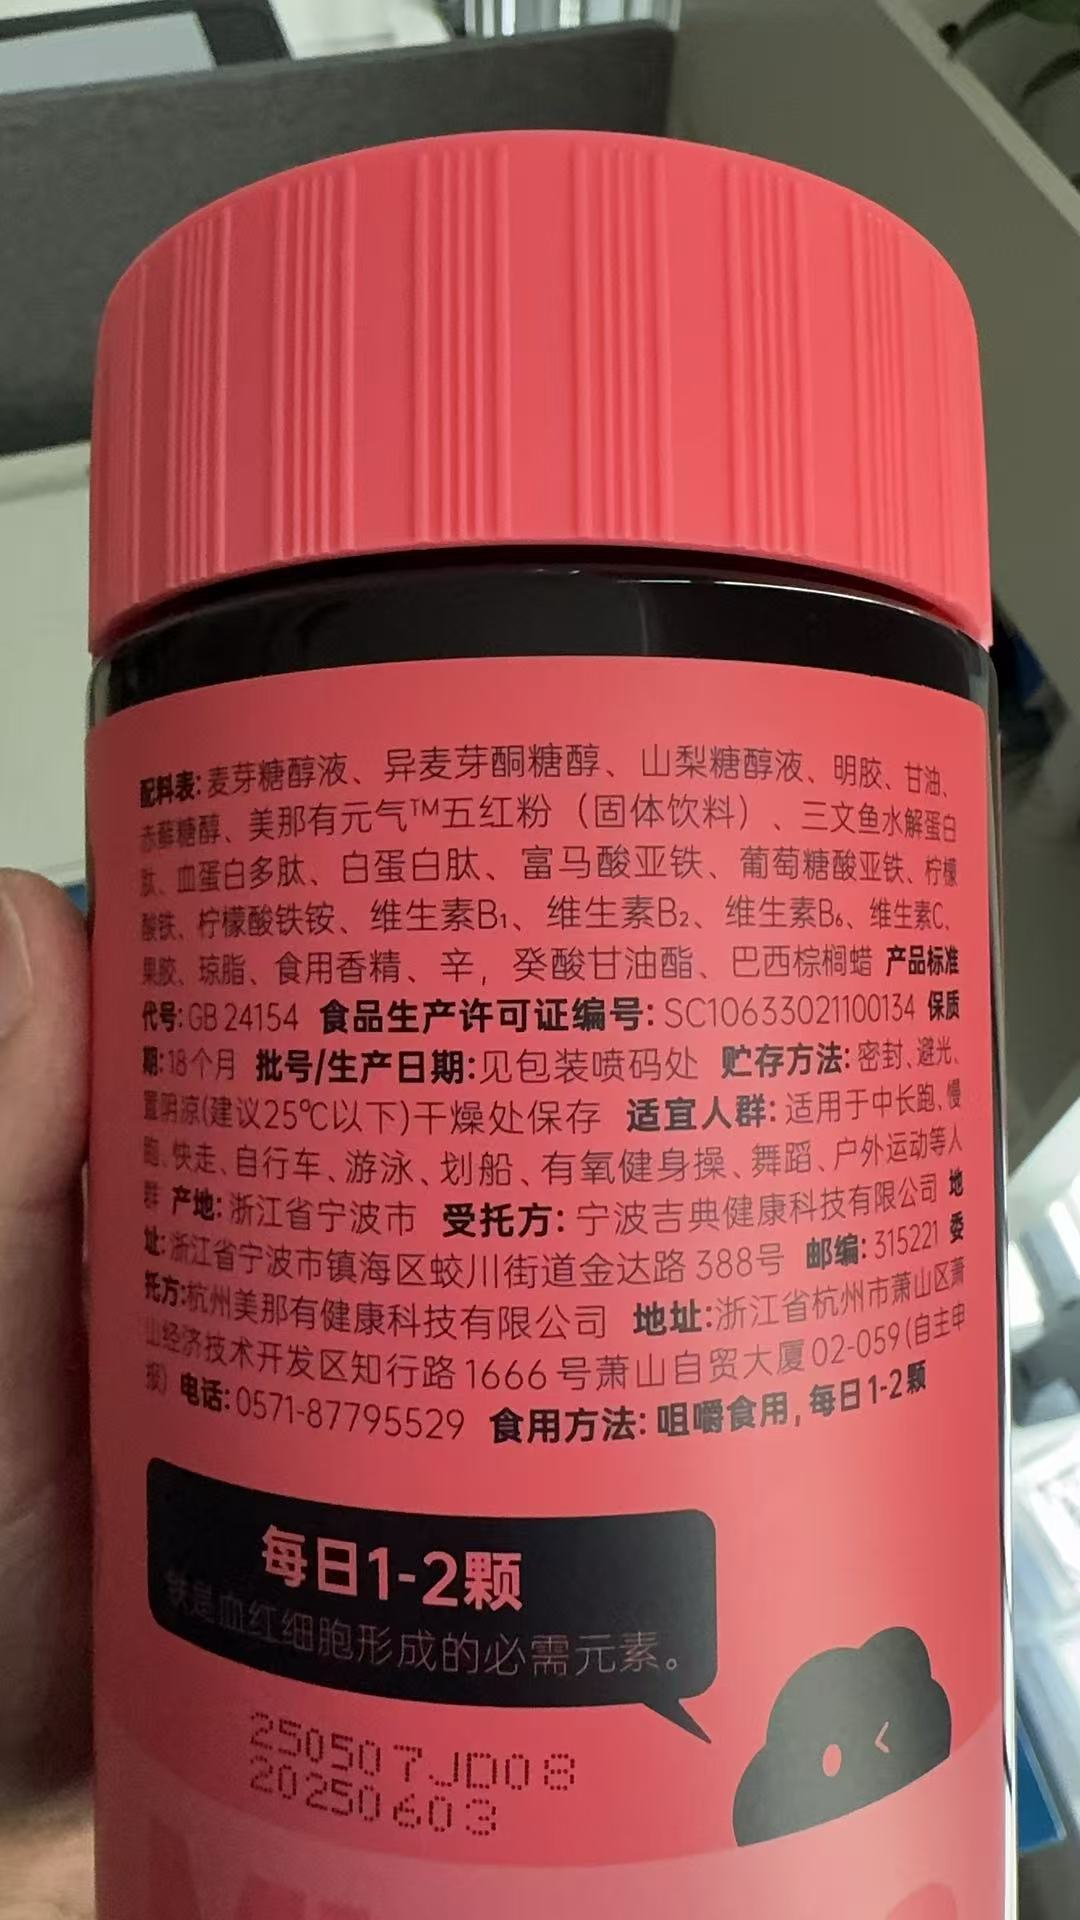 配料表:麦芽糖醇液、异麦芽酮糖醇、山梨糖醇液、明胶、甘油、
赤藓糖醇、美那有元气™五红粉（固体饮料）、三文鱼水解蛋白
肽、血蛋白多肽、白蛋白肽、富马酸亚铁、葡萄糖酸亚铁、柠檬
酸铁、柠檬酸铁铵、维生素B₁、维生素B₂、维生素B₆、维生素C、
果胶、琼脂、食用香精、辛，癸酸甘油酯、巴西棕榈蜡 产品标准
代号:GB 24154 食品生产许可证编号:SC10633021100134 保质
期:18个月 批号/生产日期:见包装喷码处 贮存方法:密封、避光、
置阴凉(建议25℃以下)干燥处保存 适宜人群:适用于中长跑、慢
跑、快走、自行车、游泳、划船、有氧健身操、舞蹈、户外运动等人
群 产地:浙江省宁波市 受托方:宁波吉典健康科技有限公司 地
址:浙江省宁波市镇海区蛟川街道金达路388号 邮编:315221 委
托方:杭州美那有健康科技有限公司 地址:浙江省杭州市萧山区萧
山经济技术开发区知行路1666号萧山自贸大厦02-059(自主申
报) 电话:0571-87795529 食用方法:咀嚼食用,每日1-2颗
每日1-2颗
铁是血红细胞形成的必需元素。
250507JD08
20250603